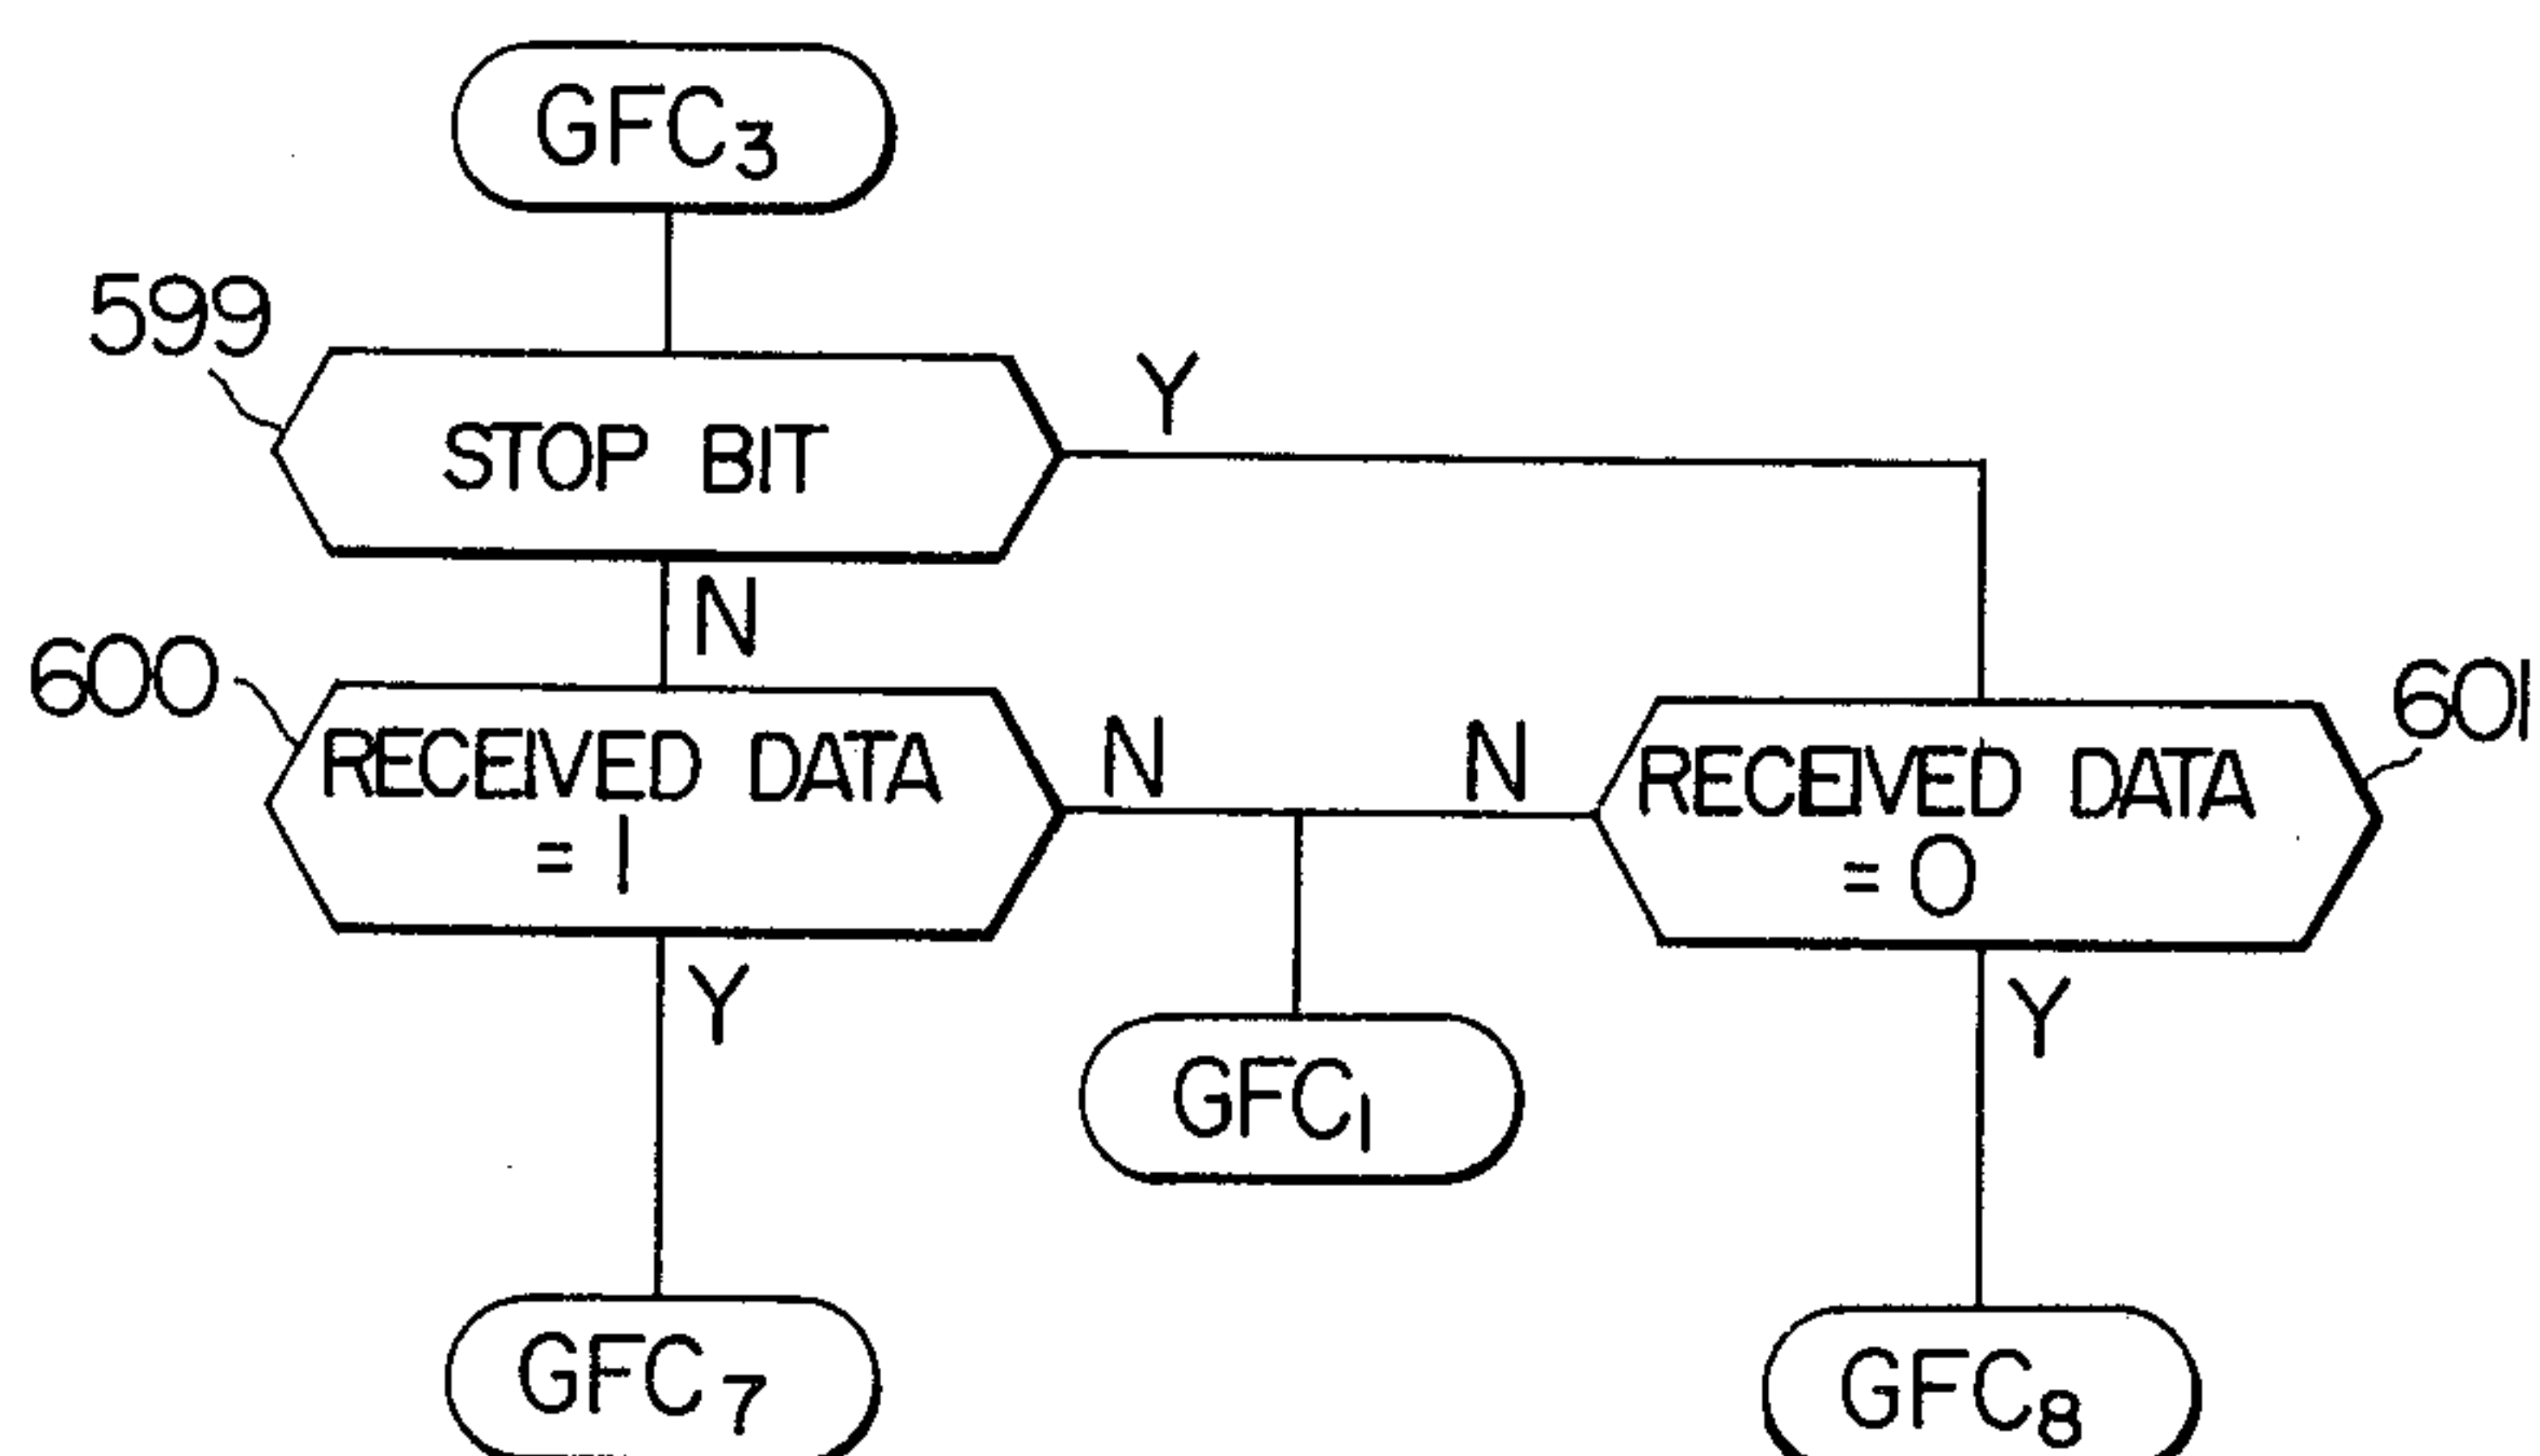 GFC3
599
Y
STOP BIT
N
600
601
RECEIVED DATA
= 1
N
N
RECEIVED DATA
= 0
Y
Y
GFC1
GFC7
GFC8